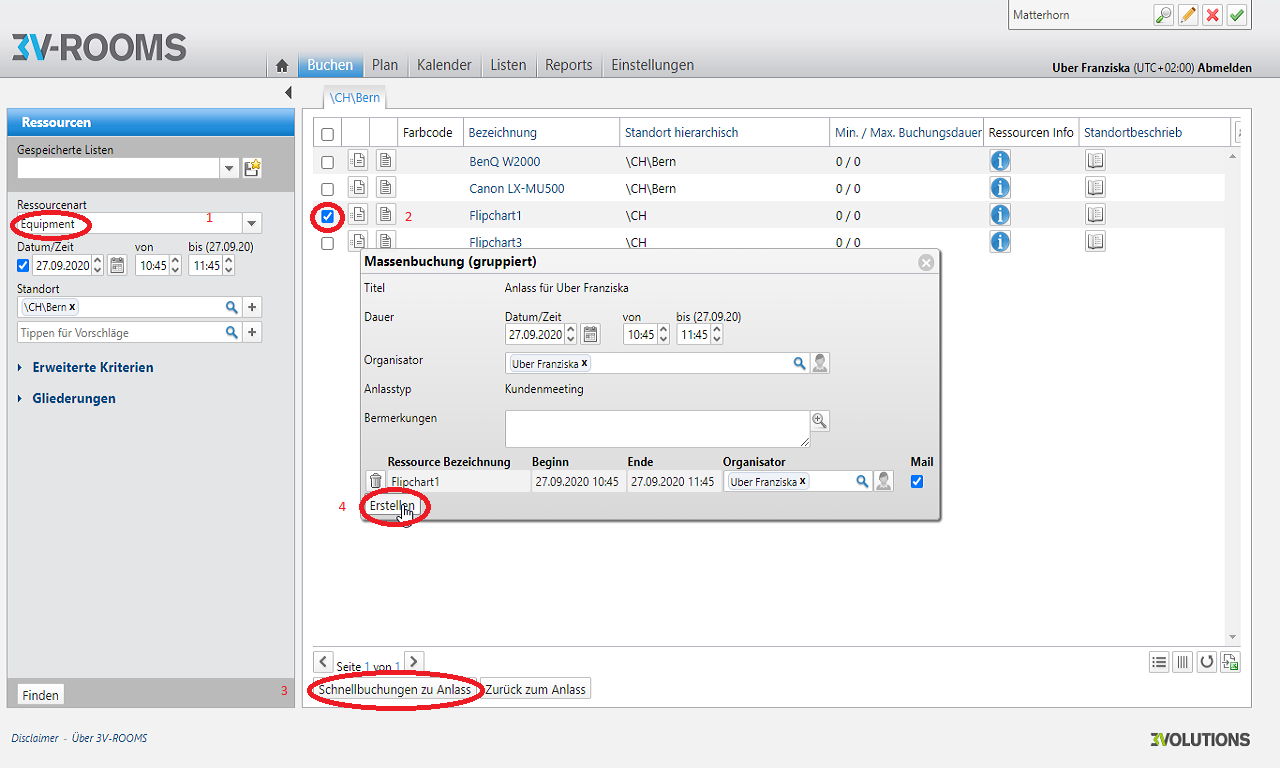 Matterhorn
3V-ROOMS
Buchen Plan Kalender Listen Reports Einstellungen
Uber Franziska (UTC+02:00) Abmelden
\CH\Bern
Ressourcen
Gespeicherte Listen
Ressourcenart
1
Equipment
Datum/Zeit von bis (27.09.20)
27.09.2020 10:45 11:45
Standort
\CH\Bern x
Tippen für Vorschläge
Erweiterte Kriterien
Gliederungen
Finden
Farbcode Bezeichnung Standort hierarchisch Min. / Max. Buchungsdauer Ressourcen Info Standortbeschrieb
BenQ W2000 \CH\Bern 0 / 0
Canon LX-MU500 \CH\Bern 0 / 0
2 Flipchart1 \CH 0 / 0
Flipchart3 \CH 0 / 0
Massenbuchung (gruppiert)
Titel Anlass für Uber Franziska
Dauer Datum/Zeit von bis (27.09.20)
27.09.2020 10:45 11:45
Organisator Uber Franziska x
Anlasstyp Kundenmeeting
Bermerkungen
Ressource Bezeichnung Beginn Ende Organisator Mail
Flipchart1 27.09.2020 10:45 27.09.2020 11:45 Uber Franziska x
4 Erstellen
Seite 1 von 1
3 Schnellbuchungen zu Anlass Zurück zum Anlass
Disclaimer - Über 3V-ROOMS
3VOLUTIONS